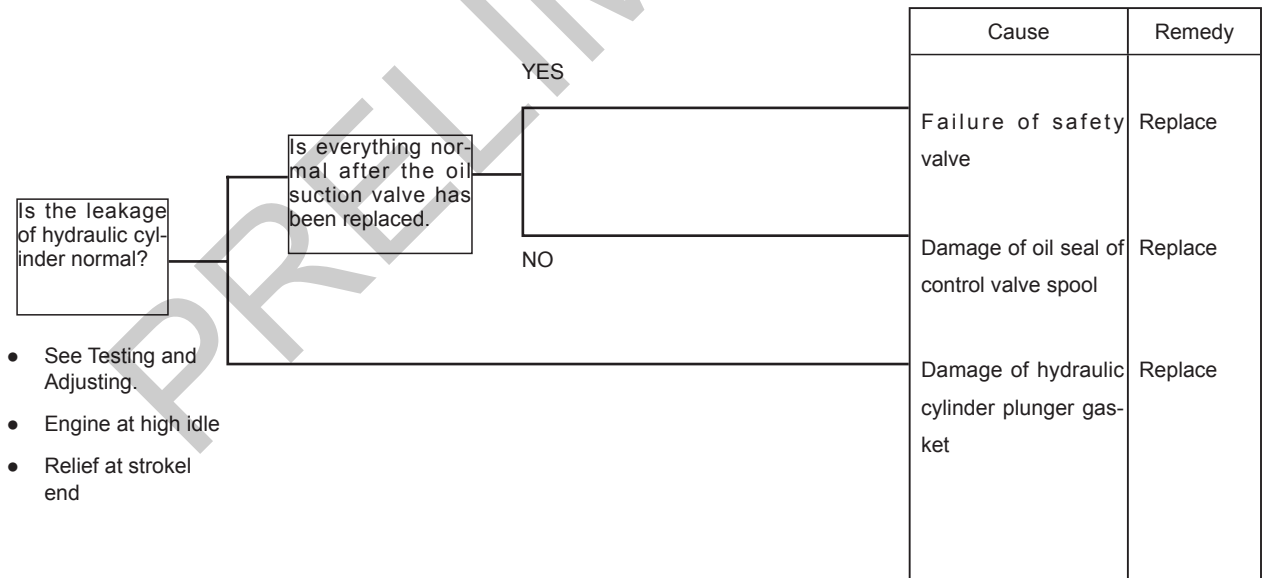 Cause
Remedy
YES
Failure of safety
valve
Replace
Is everything nor-
mal after the oil
suction valve has
been replaced.
Is the leakage
of hydraulic cyl-
inder normal?
NO
Damage of oil seal of
control valve spool
Replace
● See Testing and
Adjusting.
● Engine at high idle
● Relief at strokel
end
Damage of hydraulic
cylinder plunger gas-
ket
Replace
PRELIM